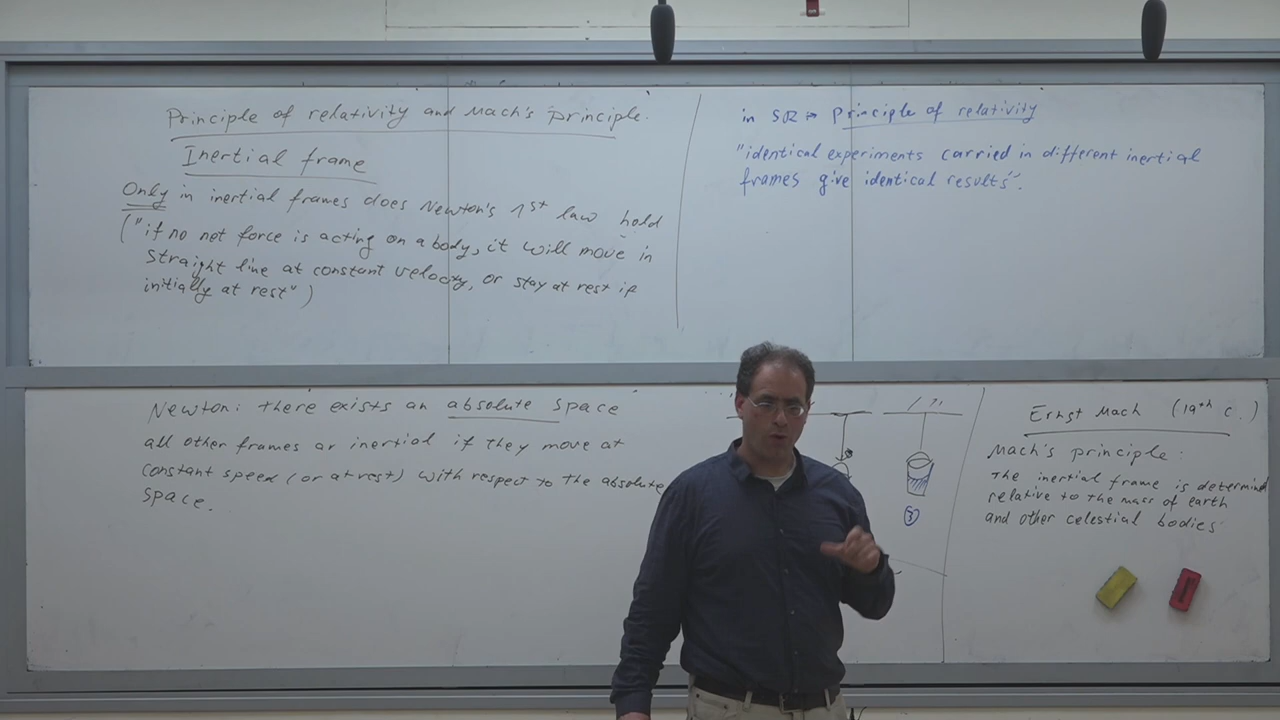 Principle of relativity and Mach's principle.
Inertial frame
Only in inertial frames does Newton's 1st law hold
("if no net force is acting on a body, it will move in
straight line at constant velocity, or stay at rest if
initially at rest")
in SR → Principle of relativity
"identical experiments carried in different inertial
frames give identical results".
Newton: there exists an absolute space
all other frames ar inertial if they move at
constant speed (or at rest) with respect to the absolute
space.
3
Ernst Mach (19th c.)
Mach's principle:
The inertial frame is determined
relative to the mass of earth
and other celestial bodies